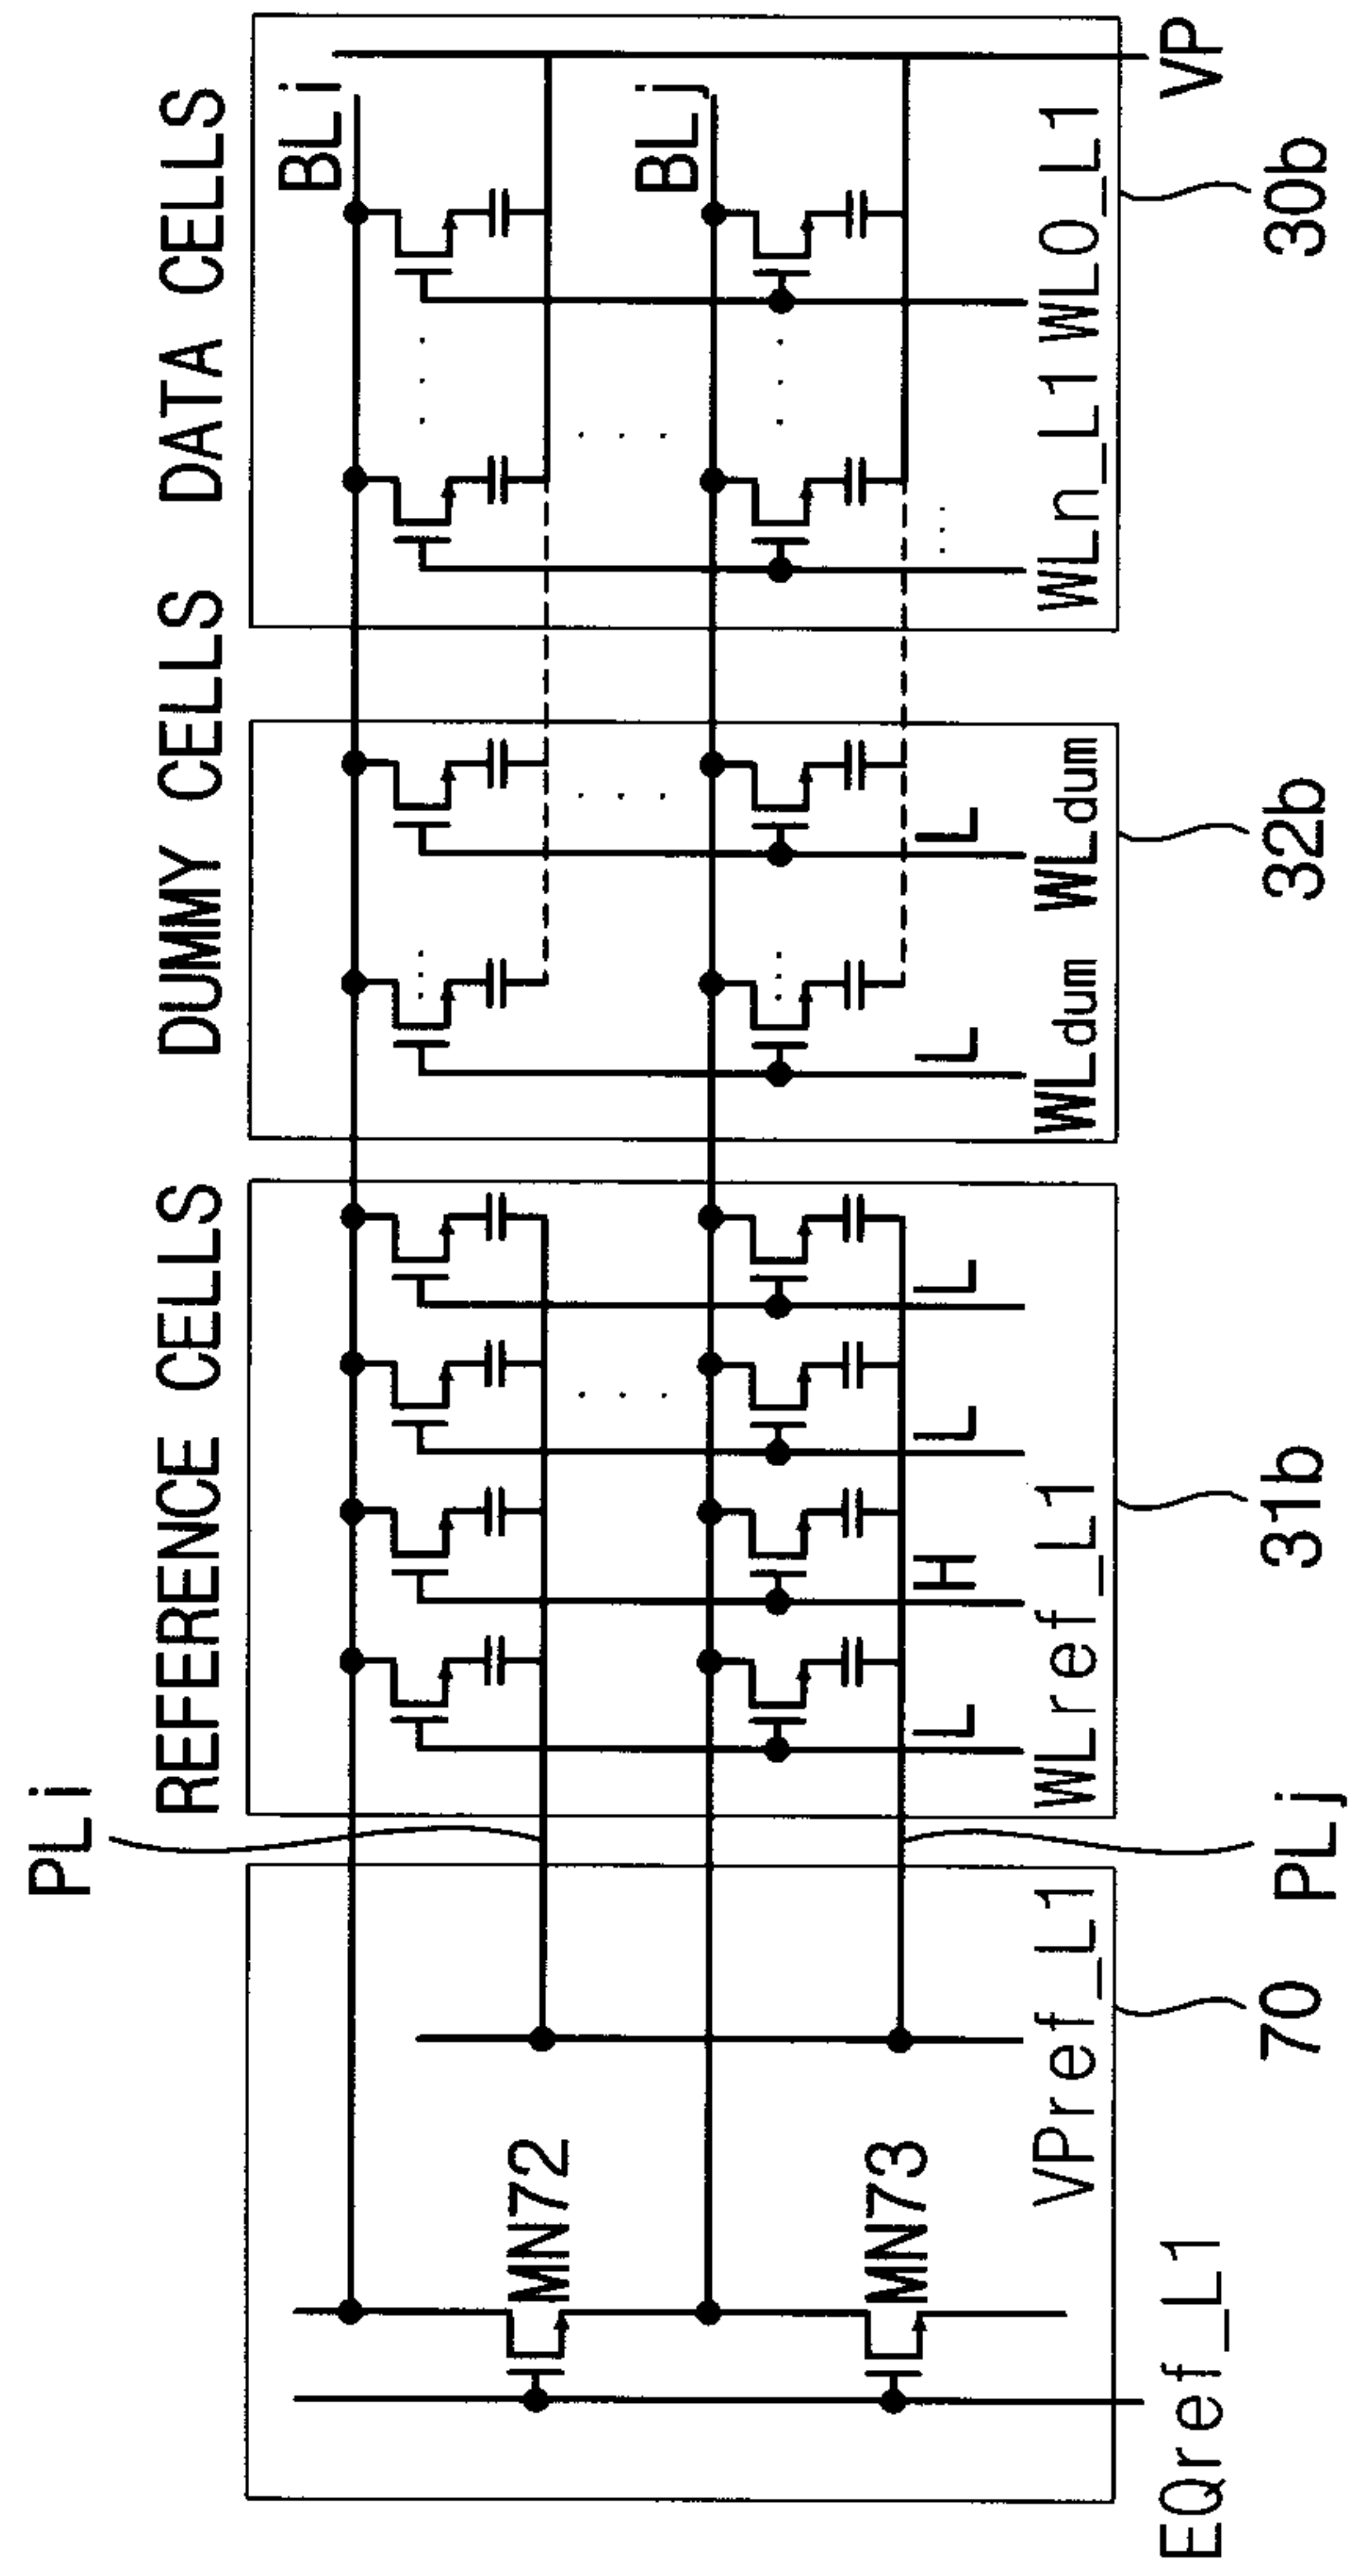 PLi
REFERENCE CELLS DUMMY CELLS DATA CELLS
BLi
MN72
BLj
MN73
L H L L L L
VPref_L1 WLref_L1 WLdum WLdum WLn_L1 WL0_L1
EQref_L1 VP
70 PLj 31b 32b 30b